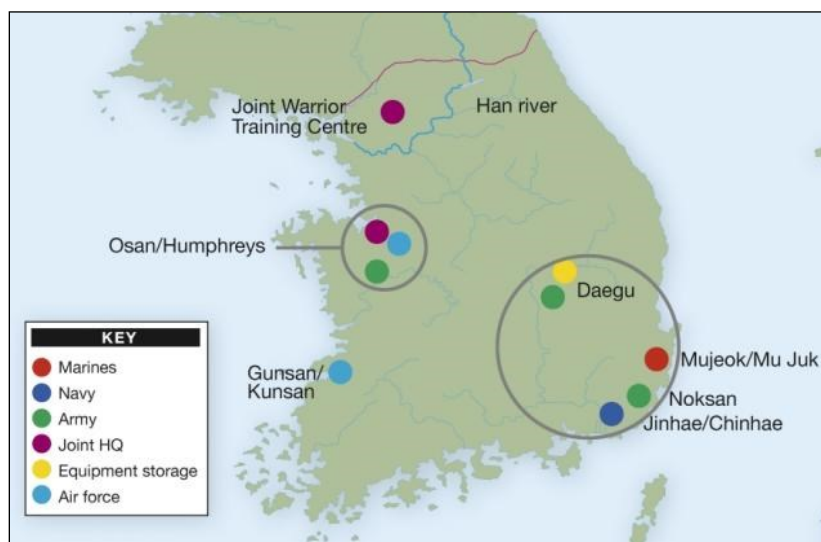 Joint Warrior
Training Centre
Han river
Osan/Humphreys
Daegu
Gunsan/
Kunsan
Mujeok/Mu Juk
Noksan
Jinhae/Chinhae
KEY
Marines
Navy
Army
Joint HQ
Equipment storage
Air force